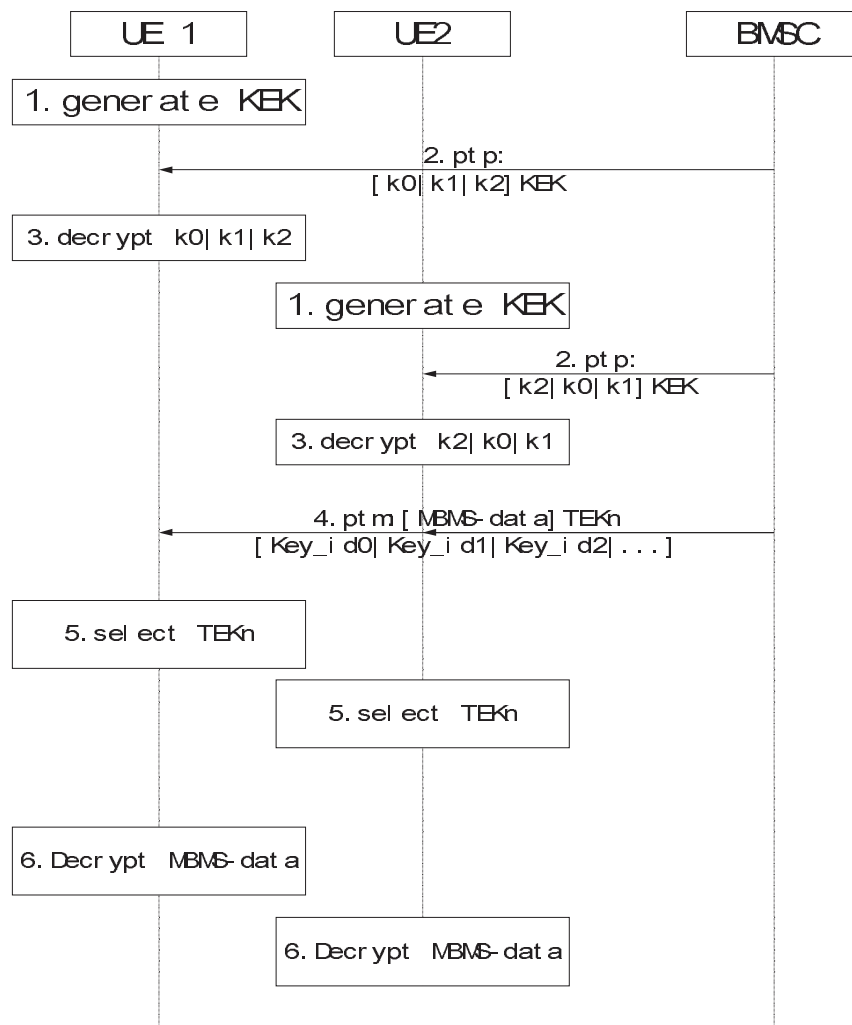 UE 1
UE2
BMSC
1. generate KEK
2. ptp:
[k0|k1|k2]KEK
3. decrypt k0|k1|k2
1. generate KEK
2. ptp:
[k2|k0|k1]KEK
3. decrypt k2|k0|k1
4. ptm:[MBMS-data]TEKn
[Key_id0|Key_id1|Key_id2|...]
5. select TEKn
5. select TEKn
6. Decrypt MBMS-data
6. Decrypt MBMS-data